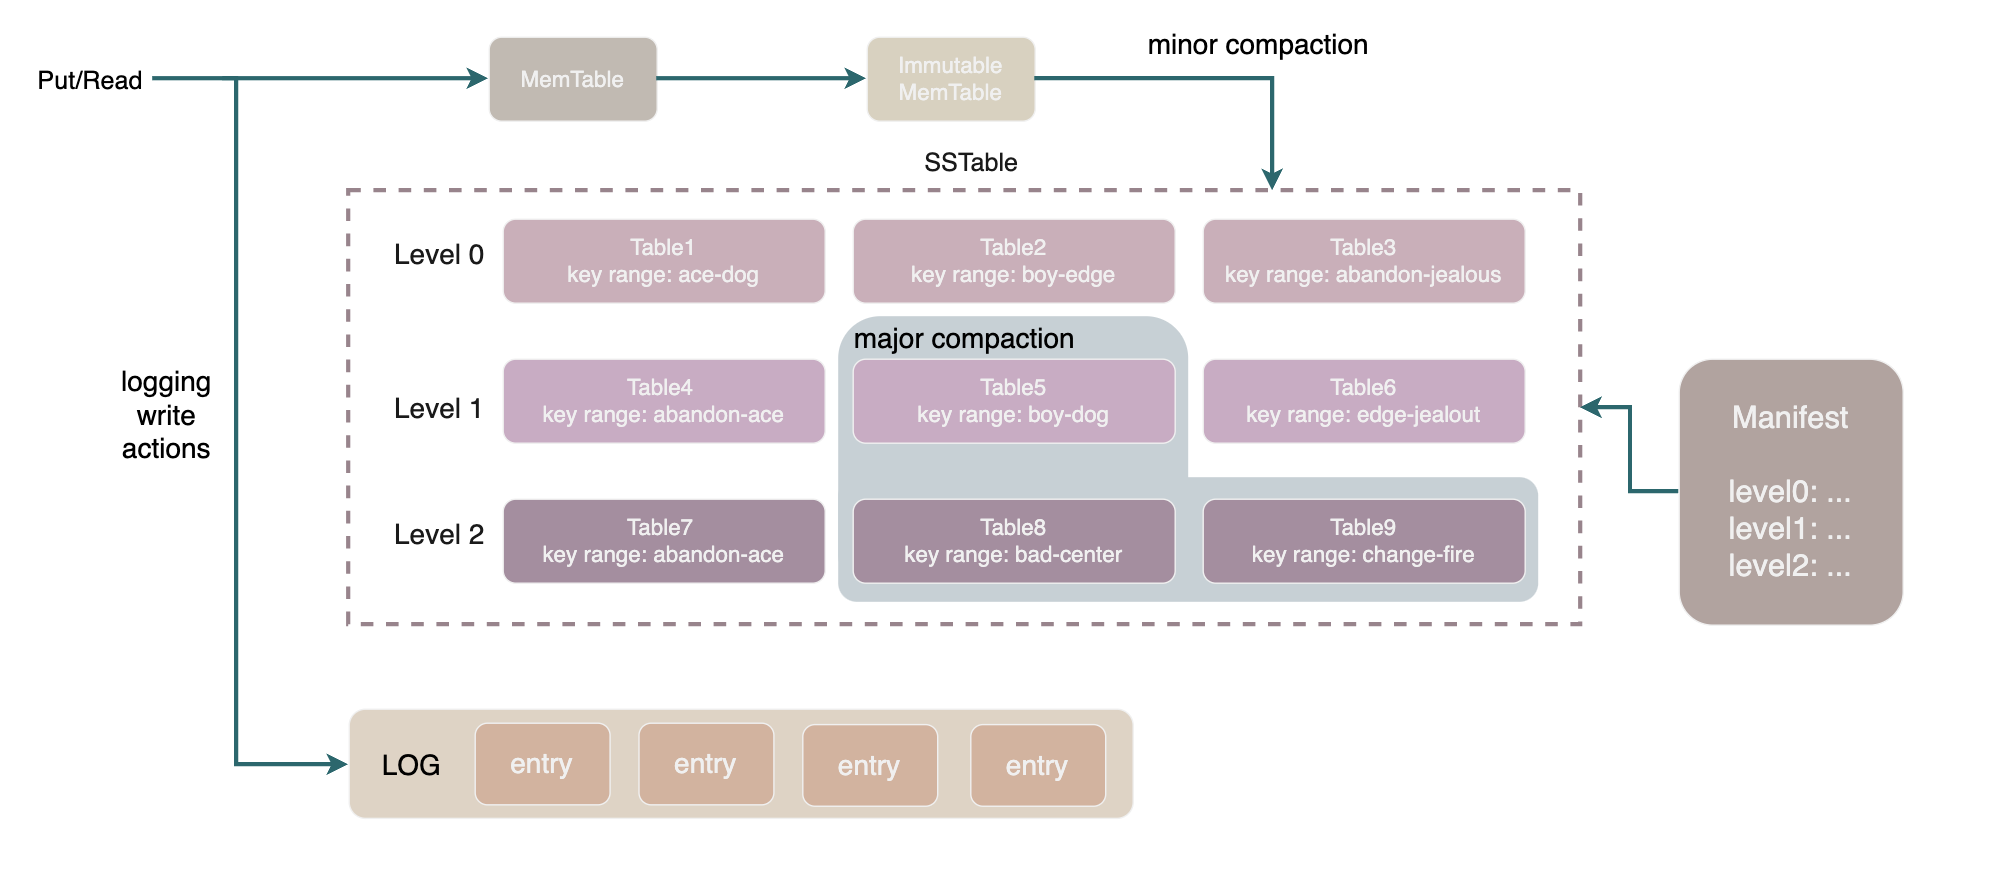 minor compaction
Put/Read
MemTable
Immutable
MemTable
SSTable
Level 0
Table1
key range: ace-dog
Table2
key range: boy-edge
Table3
key range: abandon-jealous
major compaction
logging
write
actions
Level 1
Table4
key range: abandon-ace
Table5
key range: boy-dog
Table6
key range: edge-jealout
Level 2
Table7
key range: abandon-ace
Table8
key range: bad-center
Table9
key range: change-fire
Manifest
level0: ...
level1: ...
level2: ...
LOG
entry
entry
entry
entry